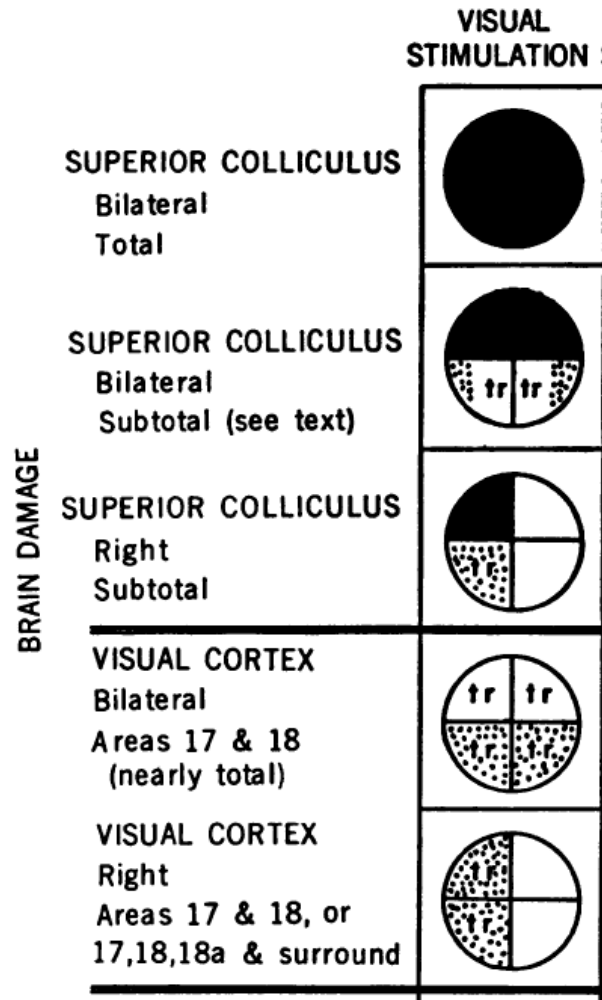 VISUAL
STIMULATION
SUPERIOR COLLICULUS
Bilateral
Total
SUPERIOR COLLICULUS
Bilateral
Subtotal (see text)
tr tr
BRAIN DAMAGE
SUPERIOR COLLICULUS
Right
Subtotal
tr
VISUAL CORTEX
Bilateral
Areas 17 & 18
(nearly total)
tr tr
tr tr
VISUAL CORTEX
Right
Areas 17 & 18, or
17,18,18a & surround
tr
tr